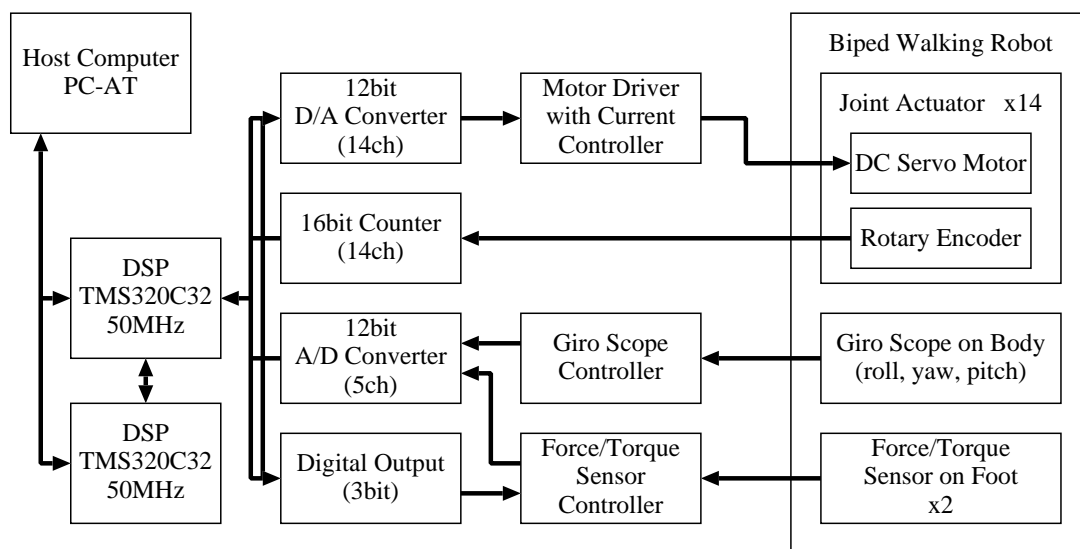 Host Computer
PC-AT
DSP
TMS320C32
50MHz
DSP
TMS320C32
50MHz
12bit
D/A Converter
(14ch)
16bit Counter
(14ch)
12bit
A/D Converter
(5ch)
Digital Output
(3bit)
Motor Driver
with Current
Controller
Giro Scope
Controller
Force/Torque
Sensor
Controller
Biped Walking Robot
Joint Actuator x14
DC Servo Motor
Rotary Encoder
Giro Scope on Body
(roll, yaw, pitch)
Force/Torque
Sensor on Foot
x2